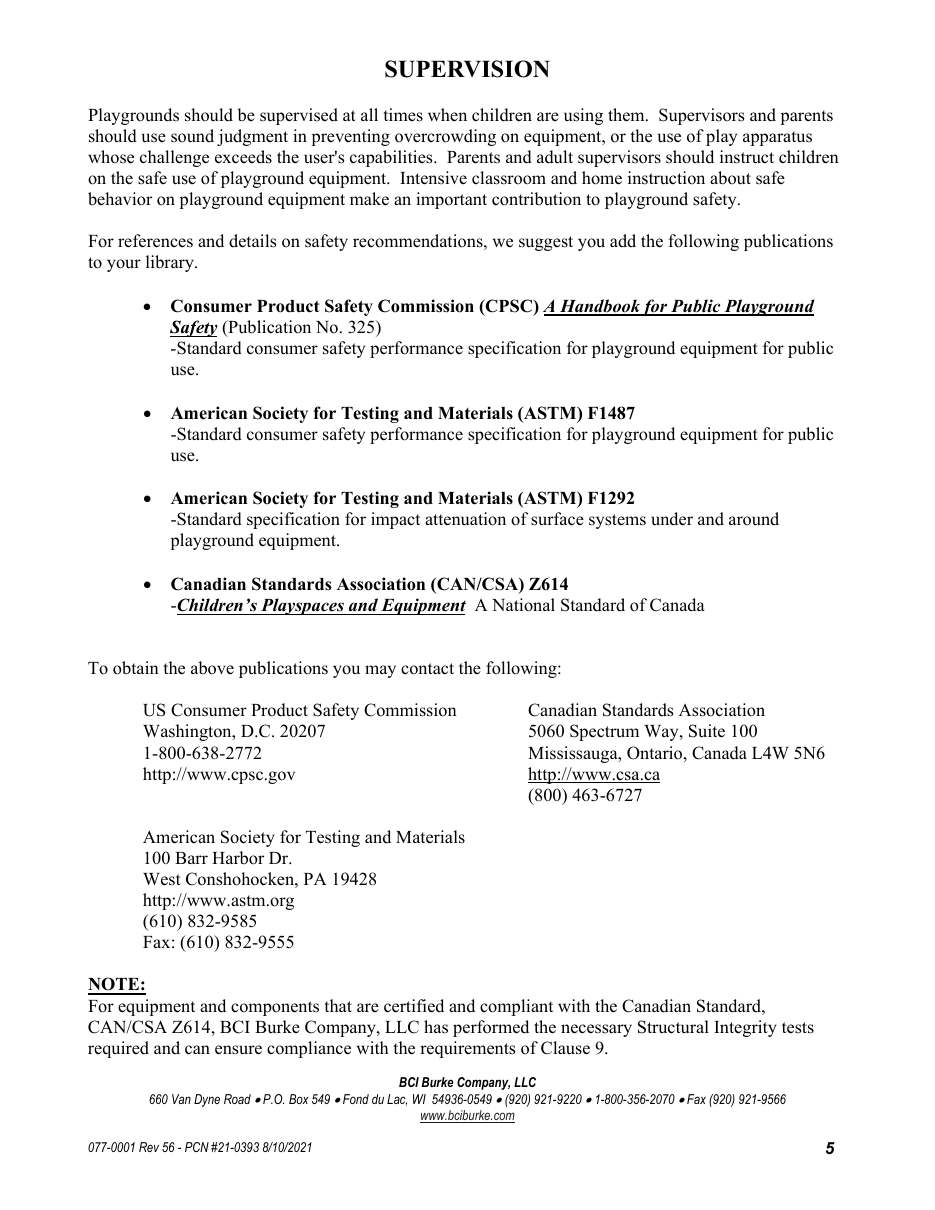 SUPERVISION
Playgrounds should be supervised at all times when children are using them.  Supervisors and parents
should use sound judgment in preventing overcrowding on equipment, or the use of play apparatus
whose challenge exceeds the user's capabilities.  Parents and adult supervisors should instruct children
on the safe use of playground equipment.  Intensive classroom and home instruction about safe
behavior on playground equipment make an important contribution to playground safety.
For references and details on safety recommendations, we suggest you add the following publications
to your library.
• Consumer Product Safety Commission (CPSC) A Handbook for Public Playground
Safety (Publication No. 325)
-Standard consumer safety performance specification for playground equipment for public
use.
• American Society for Testing and Materials (ASTM) F1487
-Standard consumer safety performance specification for playground equipment for public
use.
• American Society for Testing and Materials (ASTM) F1292
-Standard specification for impact attenuation of surface systems under and around
playground equipment.
• Canadian Standards Association (CAN/CSA) Z614
-Children’s Playspaces and Equipment  A National Standard of Canada
To obtain the above publications you may contact the following:
US Consumer Product Safety Commission
Washington, D.C. 20207
1-800-638-2772
http://www.cpsc.gov
Canadian Standards Association
5060 Spectrum Way, Suite 100
Mississauga, Ontario, Canada L4W 5N6
http://www.csa.ca
(800) 463-6727
American Society for Testing and Materials
100 Barr Harbor Dr.
West Conshohocken, PA 19428
http://www.astm.org
(610) 832-9585
Fax: (610) 832-9555
NOTE:
For equipment and components that are certified and compliant with the Canadian Standard,
CAN/CSA Z614, BCI Burke Company, LLC has performed the necessary Structural Integrity tests
required and can ensure compliance with the requirements of Clause 9.
BCI Burke Company, LLC
660 Van Dyne Road • P.O. Box 549 • Fond du Lac, WI  54936-0549 • (920) 921-9220 • 1-800-356-2070 • Fax (920) 921-9566
www.bciburke.com
077-0001 Rev 56 - PCN #21-0393 8/10/2021
5